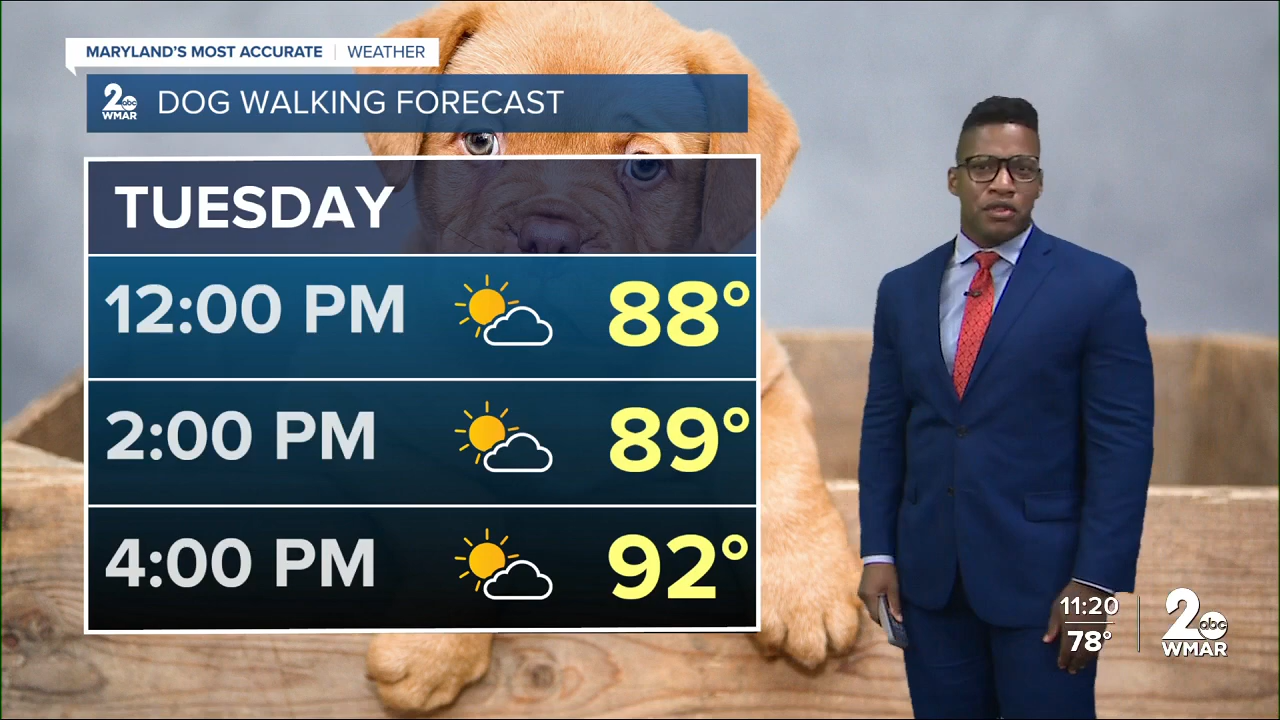 MARYLAND'S MOST ACCURATE | WEATHER
2 abc WMAR DOG WALKING FORECAST
TUESDAY
12:00 PM 88°
2:00 PM 89°
4:00 PM 92°
11:20
78°
2 abc
WMAR